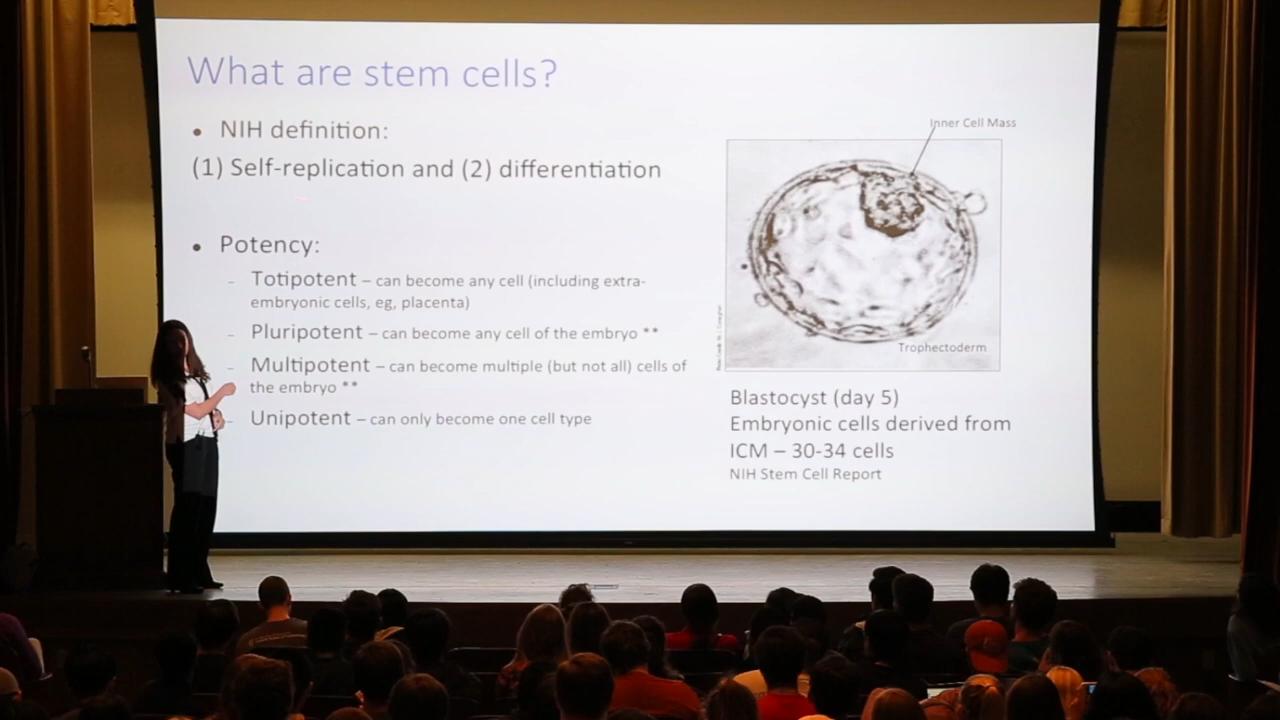 What are stem cells?
• NIH definition:
(1) Self-replication and (2) differentiation
• Potency:
– Totipotent – can become any cell (including extra-
embryonic cells, eg, placenta)
– Pluripotent – can become any cell of the embryo **
– Multipotent – can become multiple (but not all) cells of
the embryo **
– Unipotent – can only become one cell type
Inner Cell Mass
Trophectoderm
Blastocyst (day 5)
Embryonic cells derived from
ICM – 30-34 cells
NIH Stem Cell Report